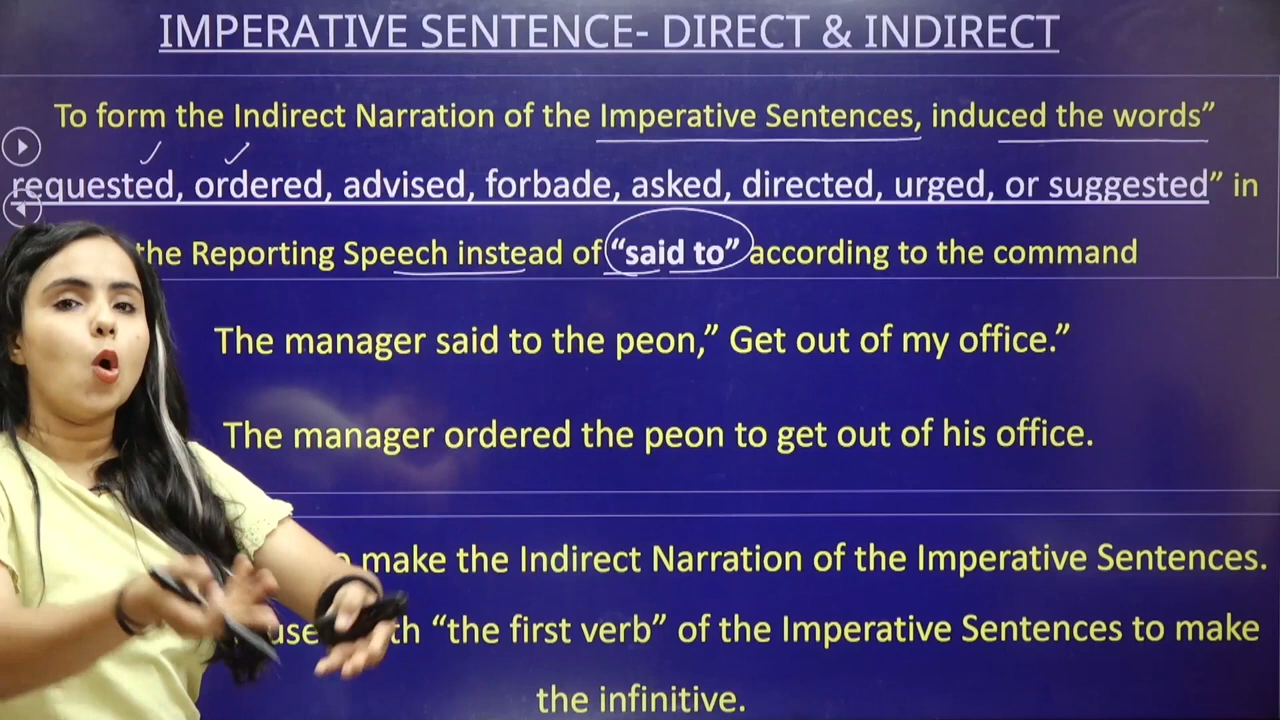 IMPERATIVE SENTENCE- DIRECT & INDIRECT
To form the Indirect Narration of the Imperative Sentences, induced the words”
requested, ordered, advised, forbade, asked, directed, urged, or suggested” in
the Reporting Speech instead of “said to” according to the command
The manager said to the peon,” Get out of my office.”
The manager ordered the peon to get out of his office.
make the Indirect Narration of the Imperative Sentences.
“the first verb” of the Imperative Sentences to make
the infinitive.